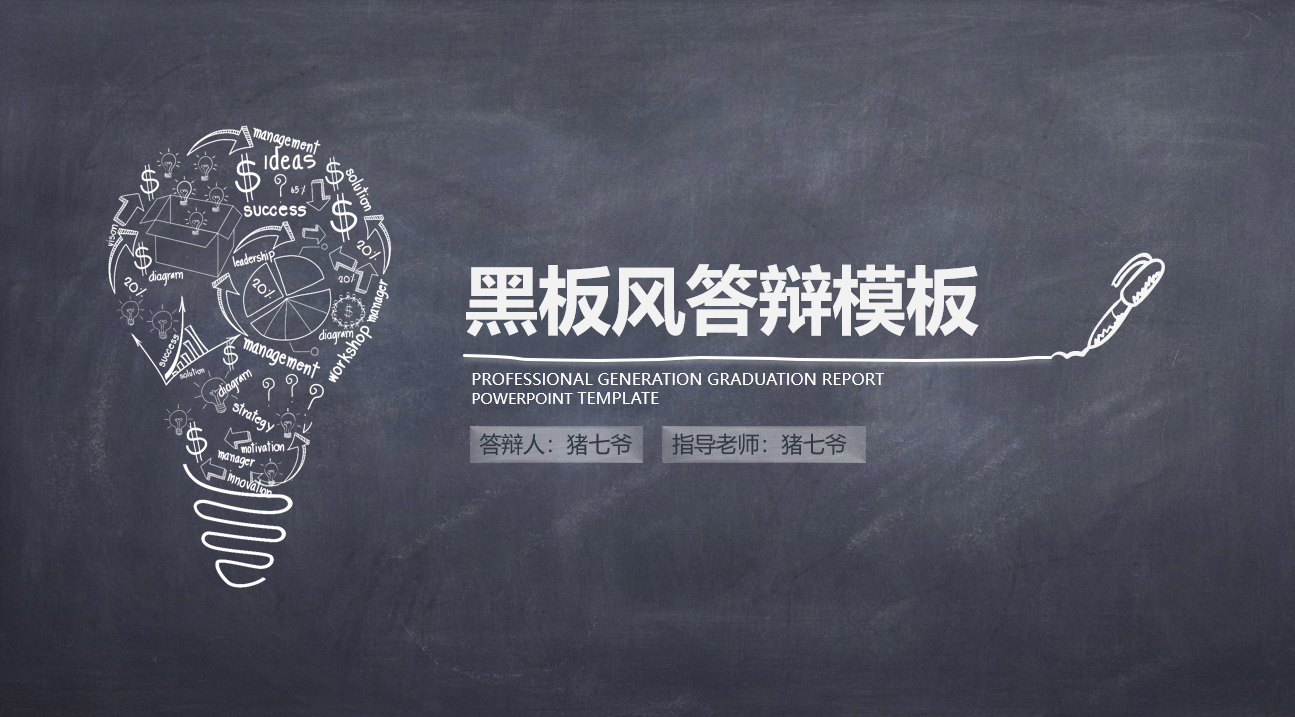 management
ideas
$
$
$
solution
65%
success
$
vision
20%
leadership
$
diagram
20%
20%
20%
$
workshop manager
diagram
success
management
$
solution
diagram
strategy
$
motivation
manager
innovation
黑板风答辩模板
PROFESSIONAL GENERATION GRADUATION REPORT
POWERPOINT TEMPLATE
答辩人：猪七爷
指导老师：猪七爷